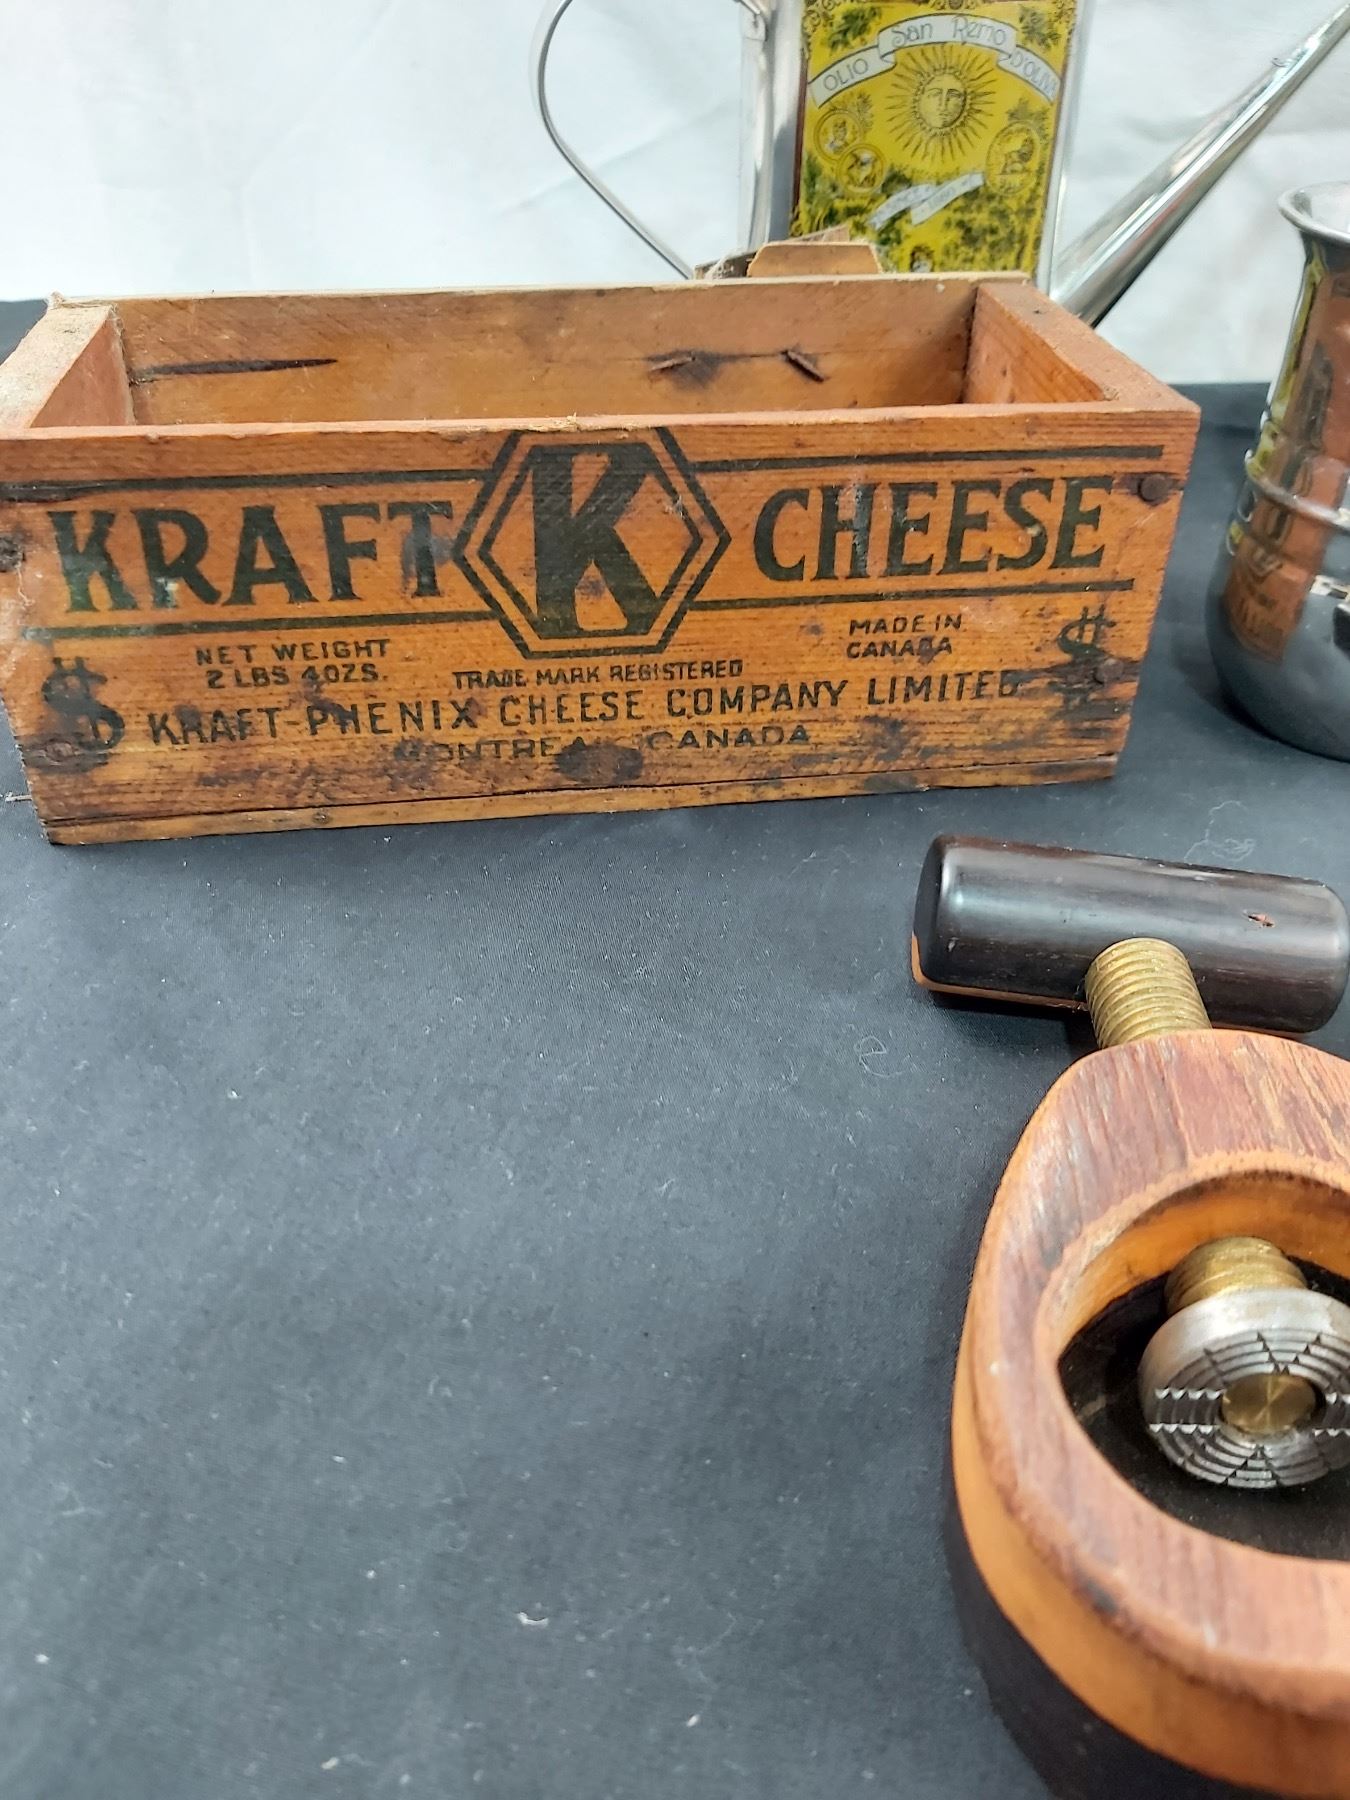 San Remo
OLIO D'OLIVA
KRAFT K CHEESE
NET WEIGHT
2 LBS 4 OZS.
TRADE MARK REGISTERED
MADE IN
CANADA
$ KRAFT-PHENIX CHEESE COMPANY LIMITED $
MONTREAL CANADA